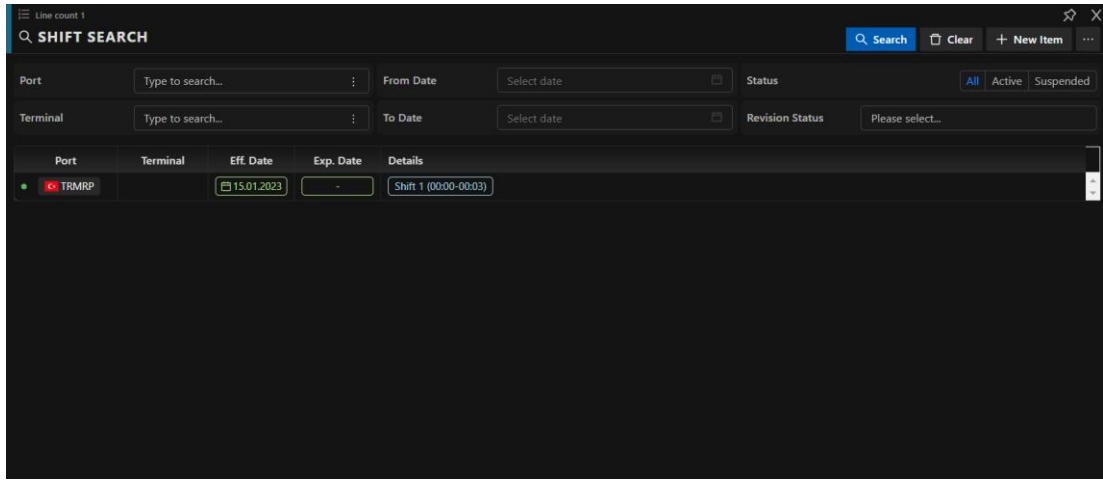 Line count 1
SHIFT SEARCH
Search Clear New Item
Port Type to search... From Date Select date Status All Active Suspended
Terminal Type to search... To Date Select date Revision Status Please select...
Port Terminal Eff. Date Exp. Date Details
TRMRP 15.01.2023 - Shift 1 (00:00-00:03)